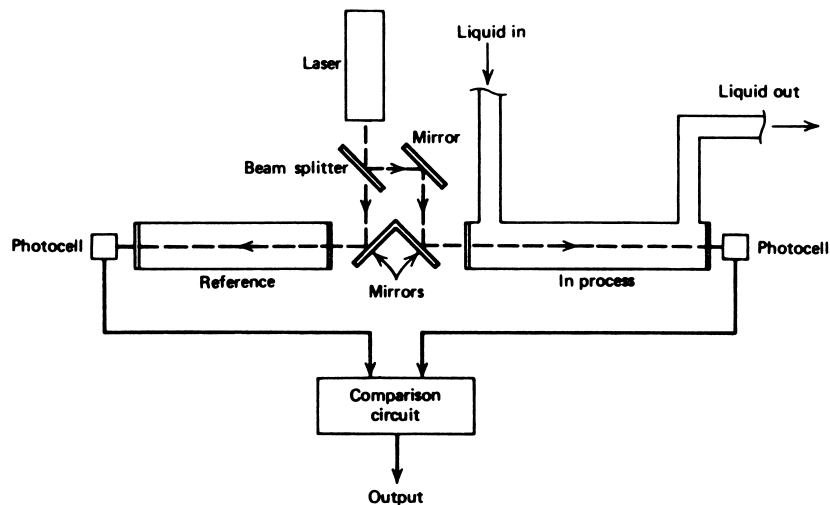 Liquid in
Laser
Liquid out
Mirror
Beam splitter
Photocell
Photocell
Reference
Mirrors
In process
Comparison
circuit
Output